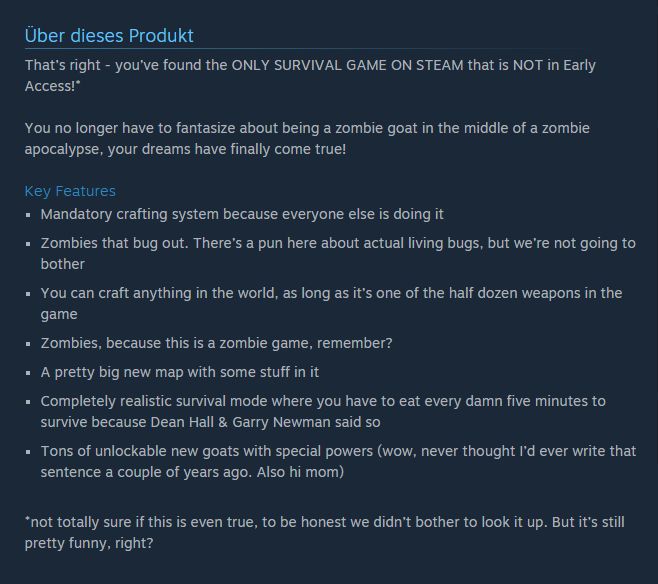 Über dieses Produkt
That's right - you've found the ONLY SURVIVAL GAME ON STEAM that is NOT in Early
Access!*
You no longer have to fantasize about being a zombie goat in the middle of a zombie
apocalypse, your dreams have finally come true!
Key Features
▪ Mandatory crafting system because everyone else is doing it
▪ Zombies that bug out. There's a pun here about actual living bugs, but we're not going to
bother
▪ You can craft anything in the world, as long as it's one of the half dozen weapons in the
game
▪ Zombies, because this is a zombie game, remember?
▪ A pretty big new map with some stuff in it
▪ Completely realistic survival mode where you have to eat every damn five minutes to
survive because Dean Hall & Garry Newman said so
▪ Tons of unlockable new goats with special powers (wow, never thought I'd ever write that
sentence a couple of years ago. Also hi mom)
*not totally sure if this is even true, to be honest we didn't bother to look it up. But it's still
pretty funny, right?